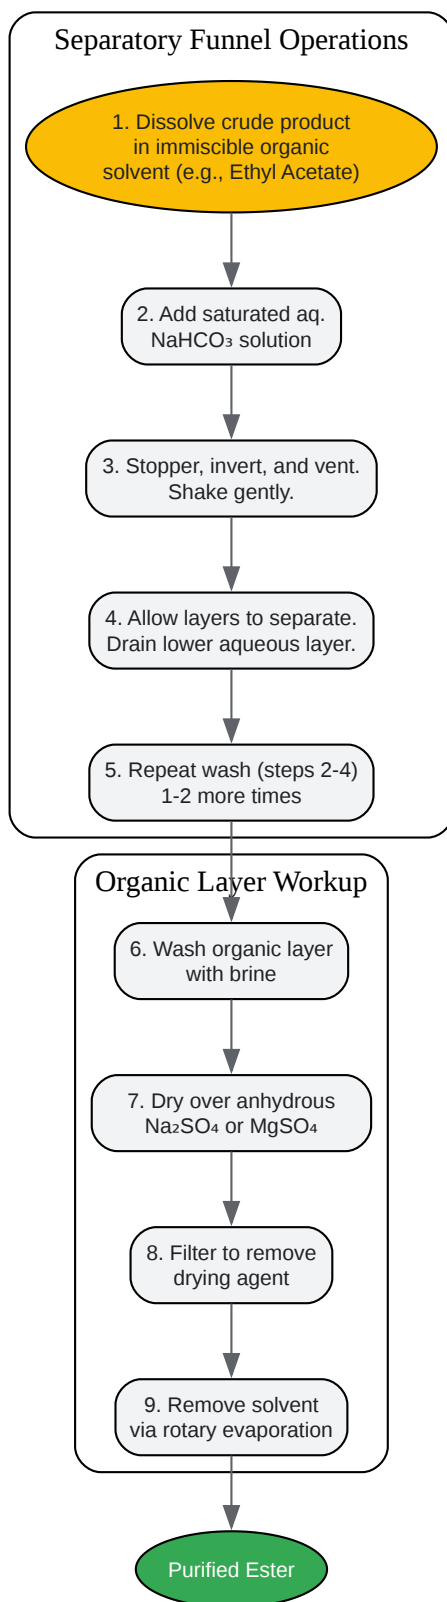 Separatory Funnel Operations
1. Dissolve crude product
in immiscible organic
solvent (e.g., Ethyl Acetate)
2. Add saturated aq.
NaHCO₃ solution
3. Stopper, invert, and vent.
Shake gently.
4. Allow layers to separate.
Drain lower aqueous layer.
5. Repeat wash (steps 2-4)
1-2 more times
Organic Layer Workup
6. Wash organic layer
with brine
7. Dry over anhydrous
Na₂SO₄ or MgSO₄
8. Filter to remove
drying agent
9. Remove solvent
via rotary evaporation
Purified Ester